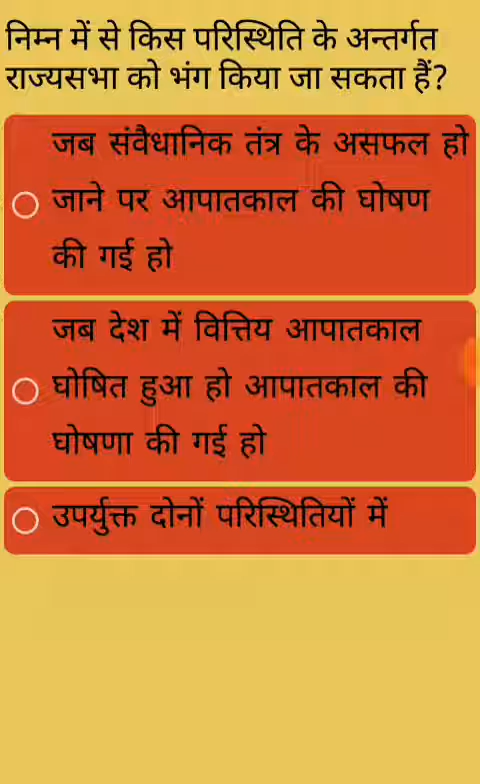 निम्न में से किस परिस्थिति के अन्तर्गत
राज्यसभा को भंग किया जा सकता हैं?
जब संवैधानिक तंत्र के असफल हो
जाने पर आपातकाल की घोषण
की गई हो
जब देश में वित्तिय आपातकाल
घोषित हुआ हो आपातकाल की
घोषणा की गई हो
उपर्युक्त दोनों परिस्थितियों में